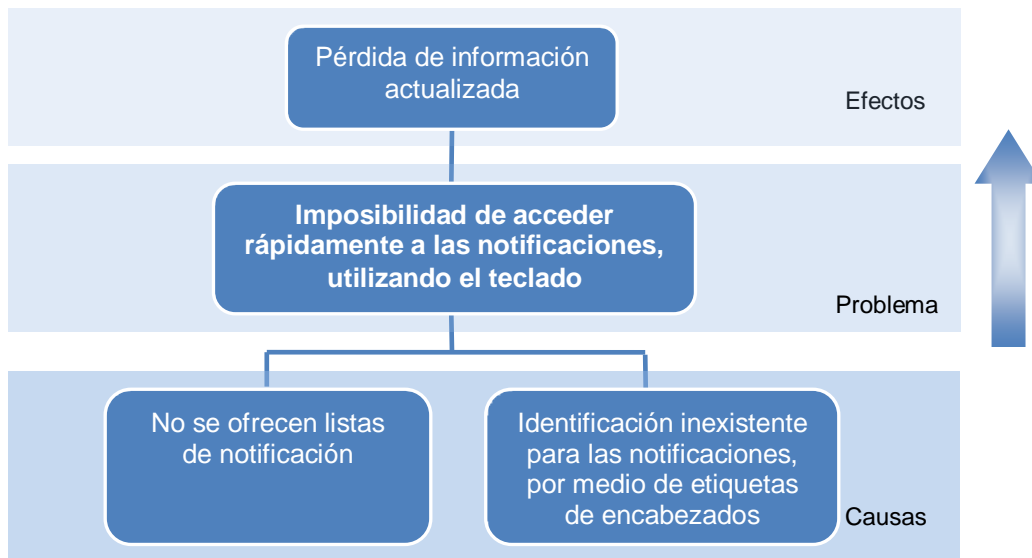 Pérdida de información
actualizada
Efectos
Imposibilidad de acceder
rápidamente a las notificaciones,
utilizando el teclado
Problema
No se ofrecen listas
de notificación
Identificación inexistente
para las notificaciones,
por medio de etiquetas
de encabezados
Causas